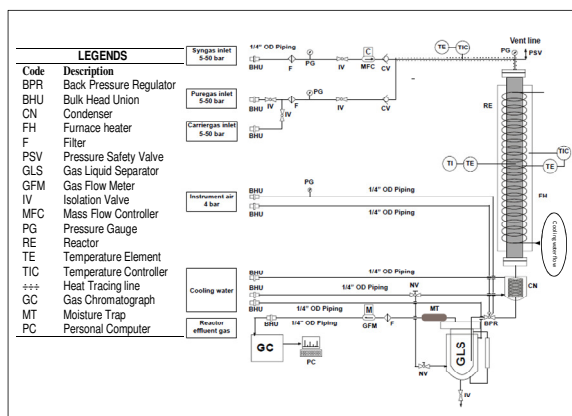 LEGENDS
Code Description
BPR Back Pressure Regulator
BHU Bulk Head Union
CN Condenser
FH Furnace heater
F Filter
PSV Pressure Safety Valve
GLS Gas Liquid Separator
GFM Gas Flow Meter
IV Isolation Valve
MFC Mass Flow Controller
PG Pressure Gauge
RE Reactor
TE Temperature Element
TIC Temperature Controller
÷÷÷ Heat Tracing line
GC Gas Chromatograph
MT Moisture Trap
PC Personal Computer
Syngas inlet
5-50 bar
1/4" OD Piping
BHU
F
PG
IV
C
MFC
CV
TE
TIC
Vent line
PG
PSV
Puregas inlet
5-50 bar
BHU
IV
F
PG
IV
CV
IV
Carriergas inlet
5-50 bar
BHU
RE
TIC
TI
TE
TE
FH
Cooling water flow
Instrument air
4 bar
BHU
PG
1/4" OD Piping
BHU
1/4" OD Piping
Cooling water
BHU
1/4" OD Piping
BHU
1/4" OD Piping
NV
BHU
CN
Reactor
effluent gas
BHU
1/4" OD Piping
M
GFM
F
MT
BPR
GC
PC
GLS
NV
IV